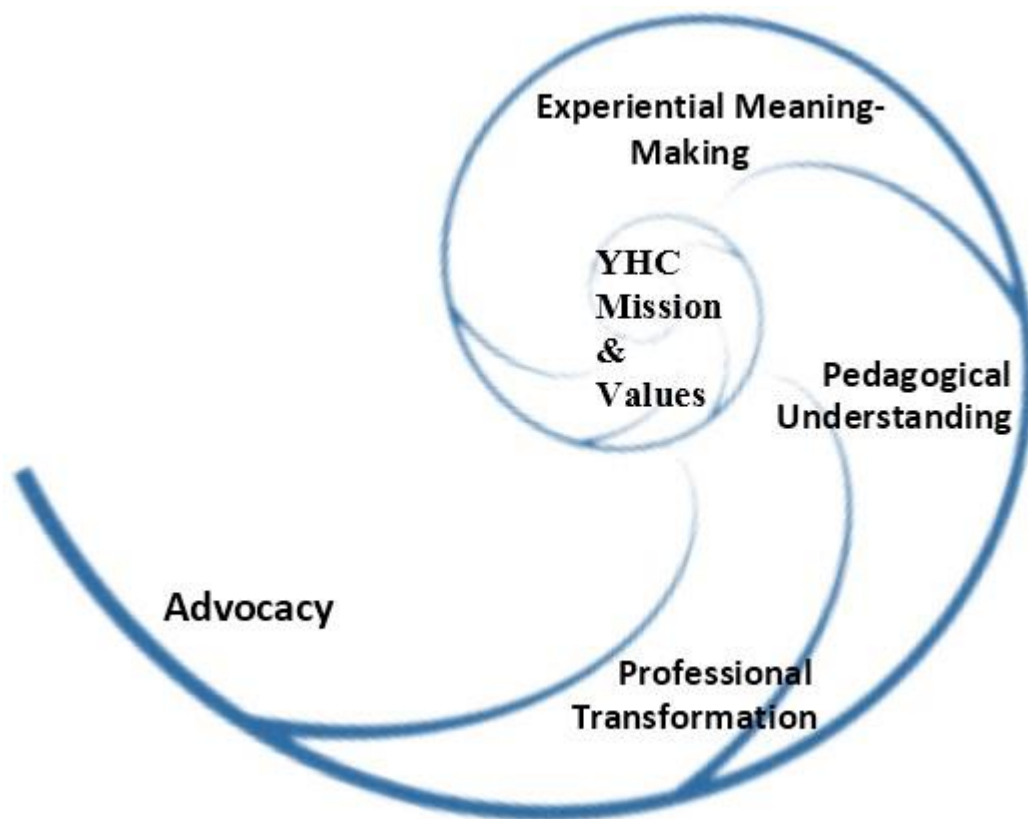 Experiential Meaning-
Making
YHC
Mission
&
Values
Pedagogical
Understanding
Advocacy
Professional
Transformation